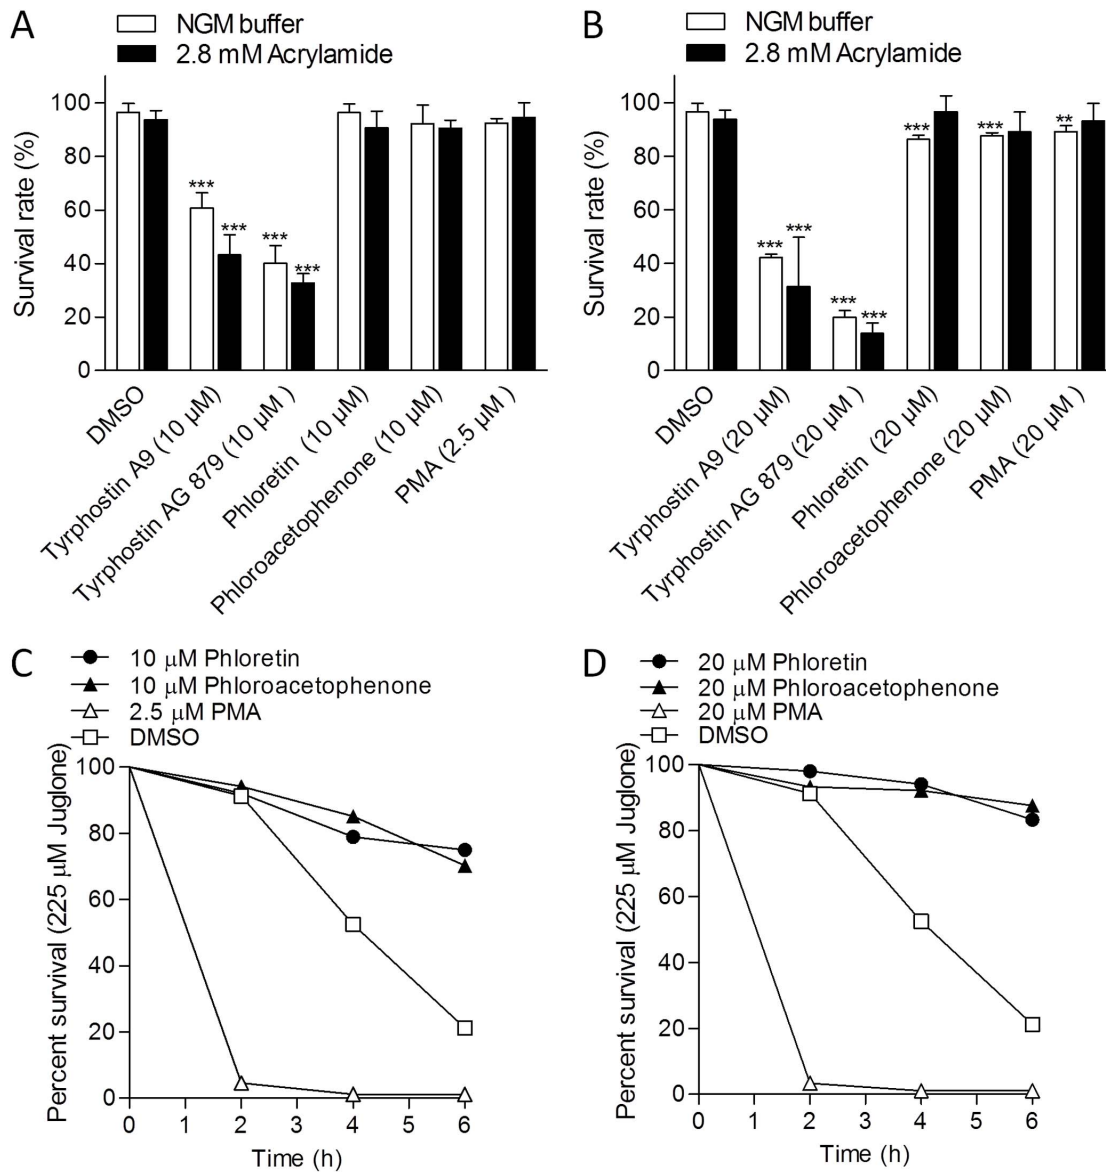 A
NGM buffer
2.8 mM Acrylamide
Survival rate (%)
100
80
60
40
20
0
***
***
***
***
DMSO
Tyrphostin A9 (10 µM)
Tyrphostin AG 879 (10 µM )
Phloretin (10 µM)
Phloroacetophenone (10 µM)
PMA (2.5 µM )
B
NGM buffer
2.8 mM Acrylamide
Survival rate (%)
100
80
60
40
20
0
***
***
***
***
***
***
**
DMSO
Tyrphostin A9 (20 µM)
Tyrphostin AG 879 (20 µM )
Phloretin (20 µM)
Phloroacetophenone (20 µM)
PMA (20 µM )
C
10 µM Phloretin
10 µM Phloroacetophenone
2.5 µM PMA
DMSO
Percent survival (225 µM Juglone)
100
80
60
40
20
0
0 1 2 3 4 5 6
Time (h)
D
20 µM Phloretin
20 µM Phloroacetophenone
20 µM PMA
DMSO
Percent survival (225 µM Juglone)
100
80
60
40
20
0
0 1 2 3 4 5 6
Time (h)